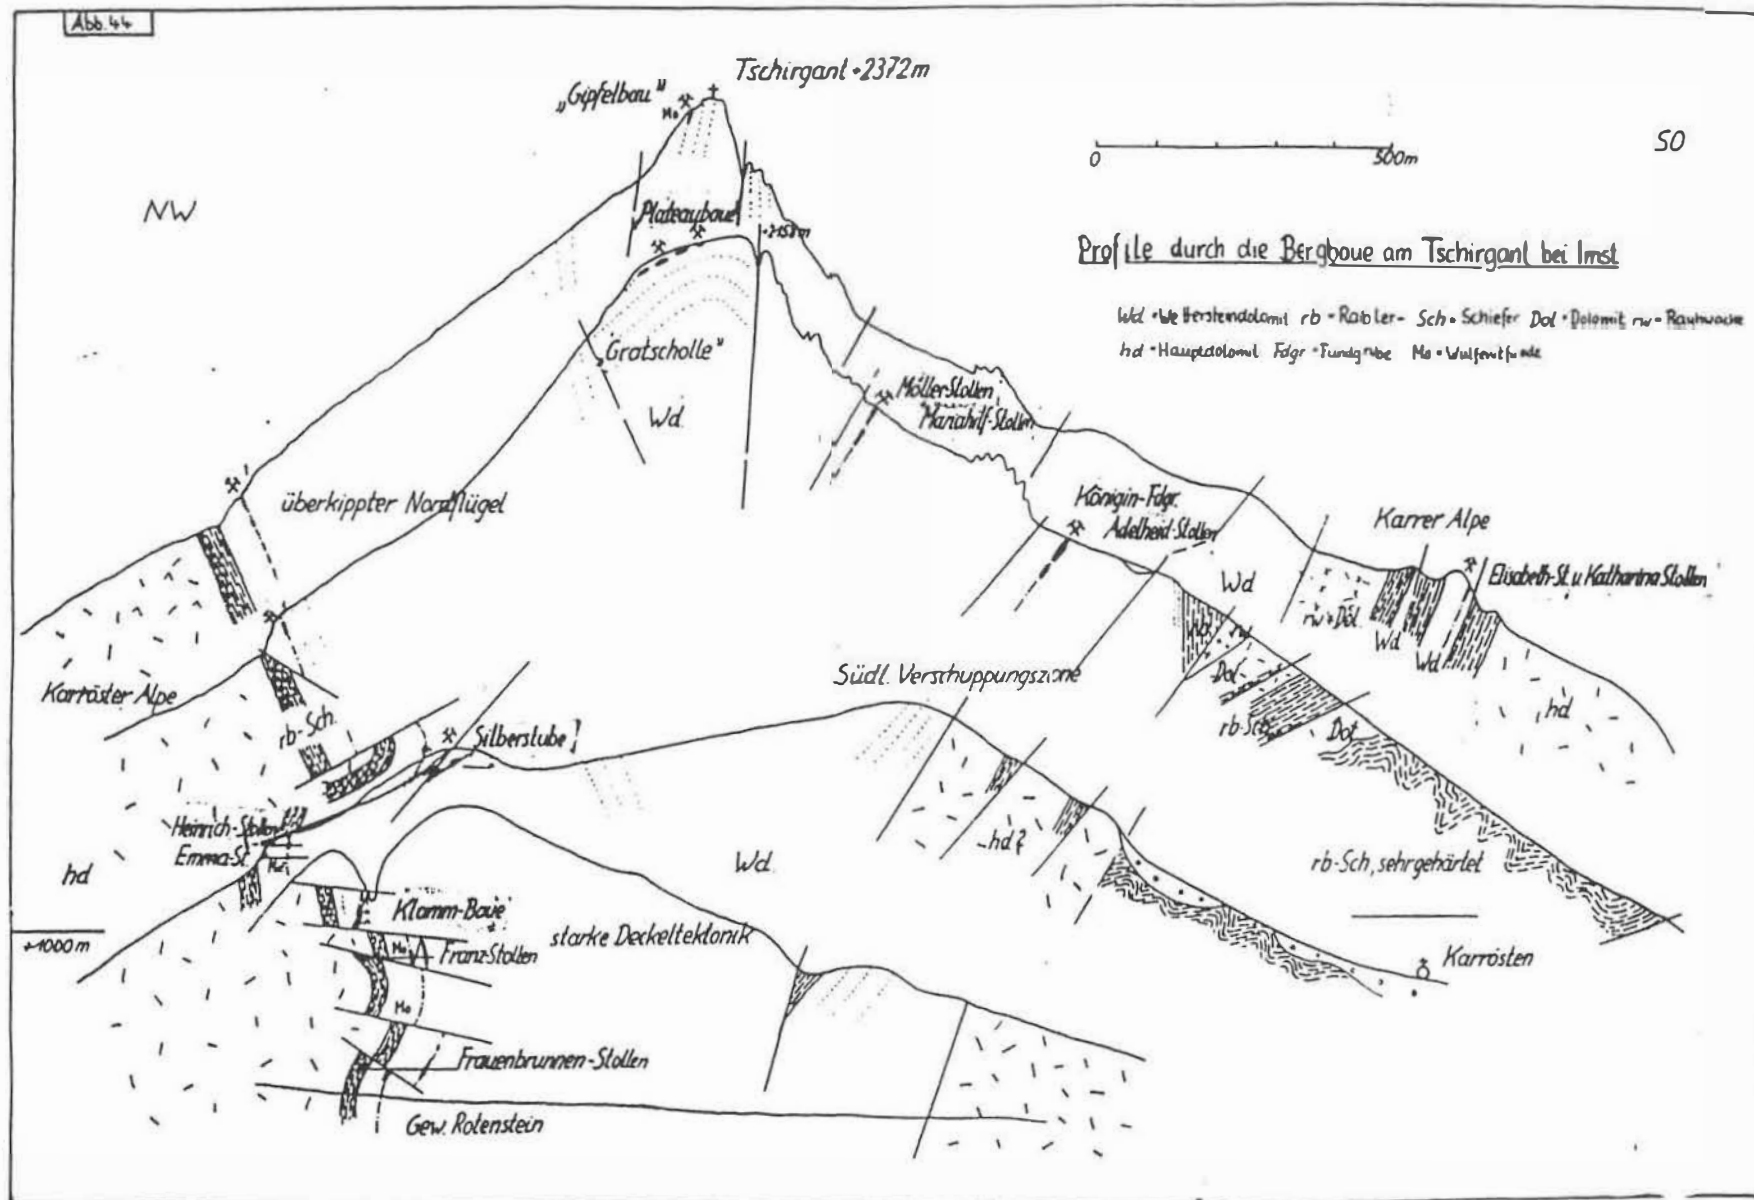 Abb.44
Tschirgant +2372m
„Gipfelbau"
Mo
0 500m
SO
NW
Plateaubaue
+2158m
Profile durch die Bergbaue am Tschirgant bei Imst
Wd = Wettersteindolomit rb = Raibler- Sch = Schiefer Dol = Dolomit rw = Rauhwacke
hd = Hauptdolomit Fdgr = Fundgrube Mo = Wulfenitfunde
„Gratscholle"
Wd.
Möller-Stollen
Mariahilf-Stollen
überkippter Nordflügel
Königin-Fdgr.
Adelheid-Stollen
Karrer Alpe
Elisabeth-St. u. Katharina Stollen
Wd
rw+Dol.
Wd
Wd
rb
rw
Dol
rb-Sch
Dol
hd
Südl. Verschuppungszone
Karröster Alpe
rb-Sch.
Silberstube
Heinrich-Stollen
Emma-St.
Mo
hd
-hd?
Wd.
rb-Sch, sehr gehärtet
Klamm-Baue
+1000m
starke Deckeltektonik
Mo
Franz-Stollen
Karrösten
Mo
Frauenbrunnen-Stollen
Gew. Rotenstein